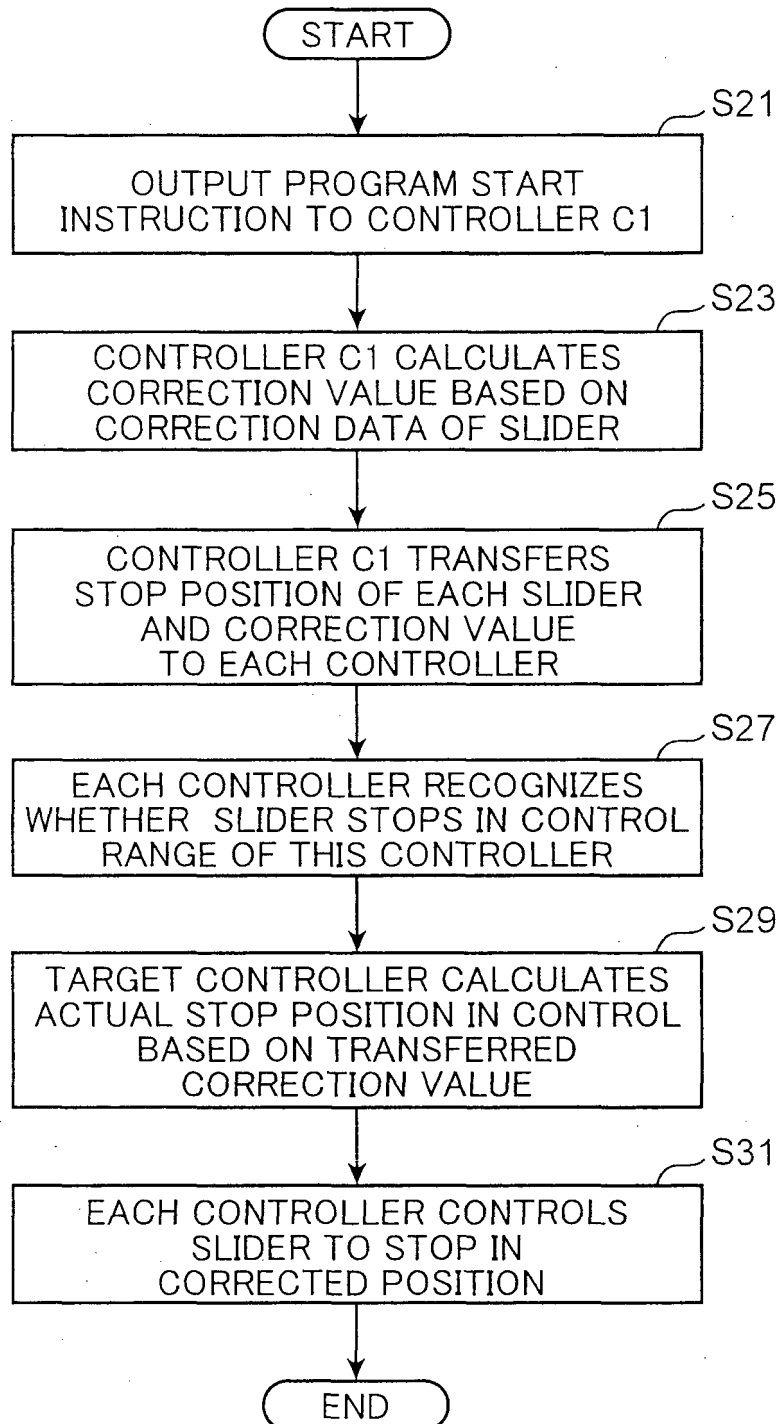 START
S21
OUTPUT PROGRAM START
INSTRUCTION TO CONTROLLER C1
S23
CONTROLLER C1 CALCULATES
CORRECTION VALUE BASED ON
CORRECTION DATA OF SLIDER
S25
CONTROLLER C1 TRANSFERS
STOP POSITION OF EACH SLIDER
AND CORRECTION VALUE
TO EACH CONTROLLER
S27
EACH CONTROLLER RECOGNIZES
WHETHER SLIDER STOPS IN CONTROL
RANGE OF THIS CONTROLLER
S29
TARGET CONTROLLER CALCULATES
ACTUAL STOP POSITION IN CONTROL
BASED ON TRANSFERRED
CORRECTION VALUE
S31
EACH CONTROLLER CONTROLS
SLIDER TO STOP IN
CORRECTED POSITION
END